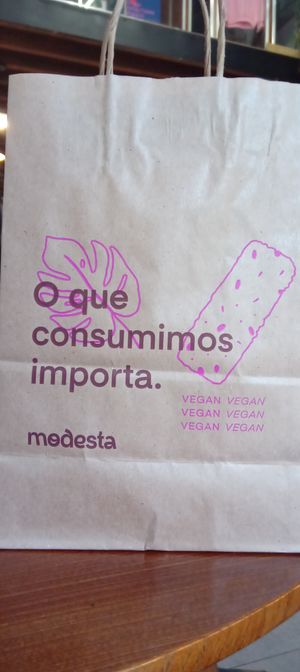 O que
consumimos
importa.
VEGAN VEGAN
VEGAN VEGAN
VEGAN VEGAN
modesta